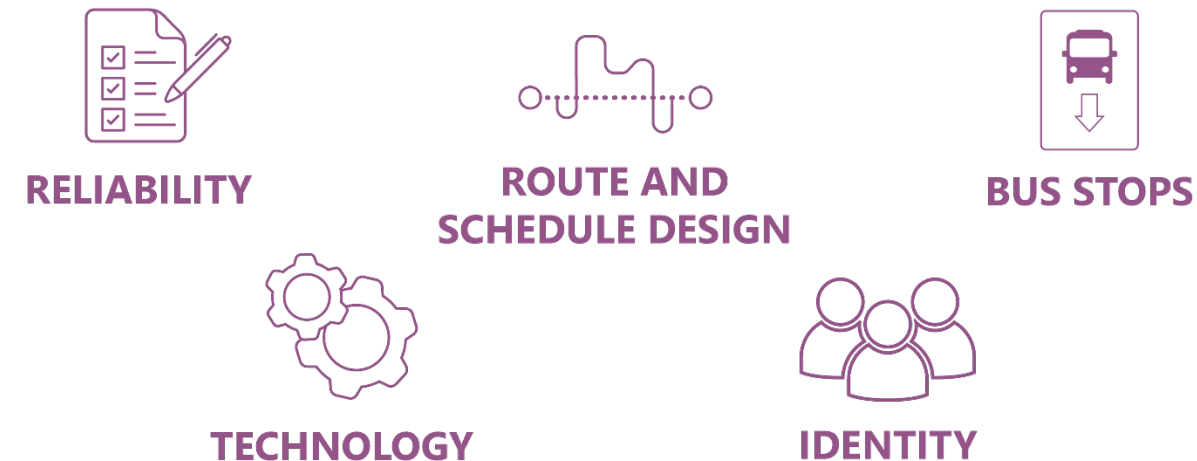 RELIABILITY
ROUTE AND
SCHEDULE DESIGN
BUS STOPS
TECHNOLOGY
IDENTITY